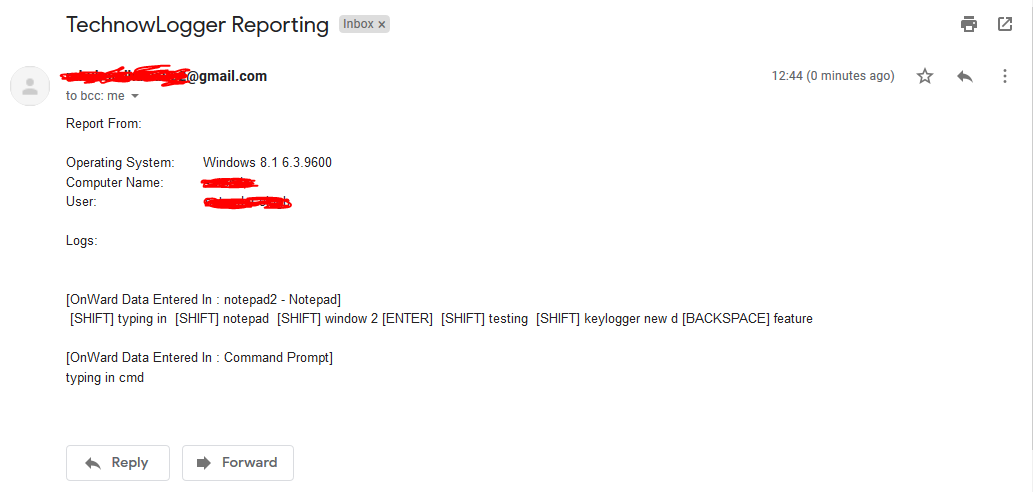 TechnowLogger Reporting Inbox x
@gmail.com 12:44 (0 minutes ago)
to bcc: me
Report From:
Operating System: Windows 8.1 6.3.9600
Computer Name:
User:
Logs:
[OnWard Data Entered In : notepad2 - Notepad]
[SHIFT] typing in [SHIFT] notepad [SHIFT] window 2 [ENTER] [SHIFT] testing [SHIFT] keylogger new d [BACKSPACE] feature
[OnWard Data Entered In : Command Prompt]
typing in cmd
Reply Forward